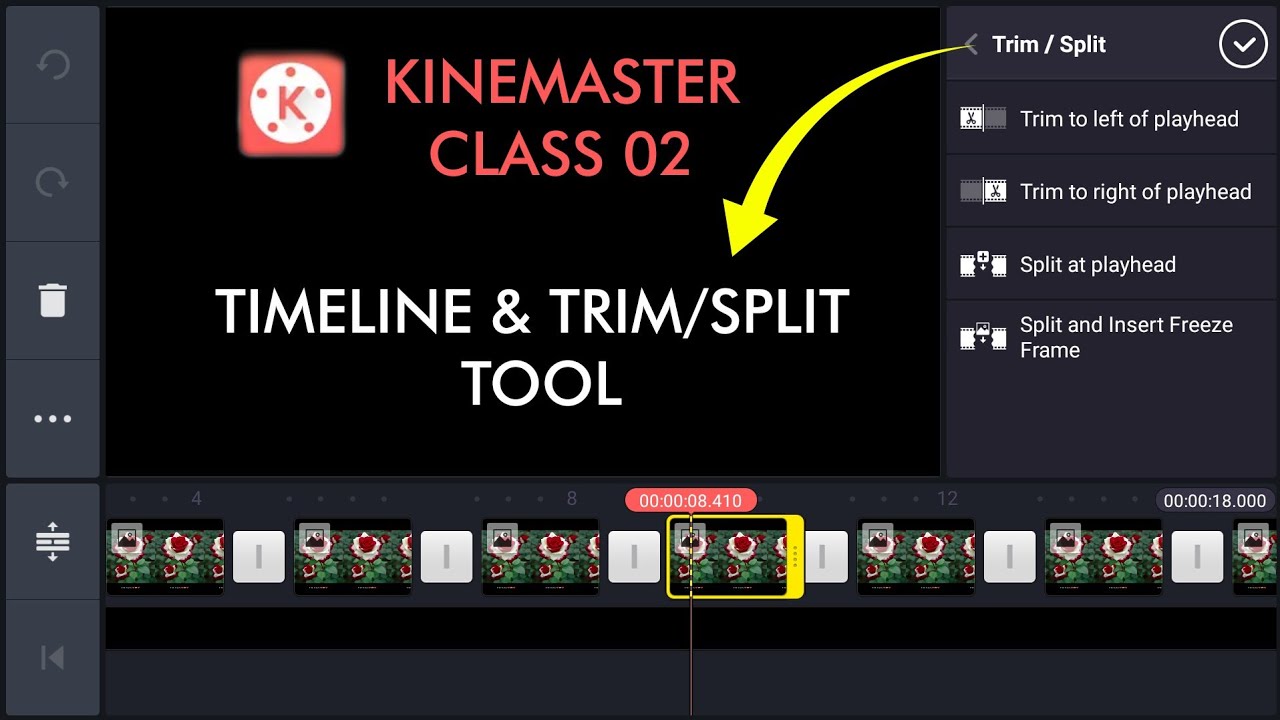 K
KINEMASTER
CLASS 02
TIMELINE & TRIM/SPLIT
TOOL
Trim / Split
Trim to left of playhead
Trim to right of playhead
Split at playhead
Split and Insert Freeze
Frame
4
8
12
00:00:08.410
00:00:18.000